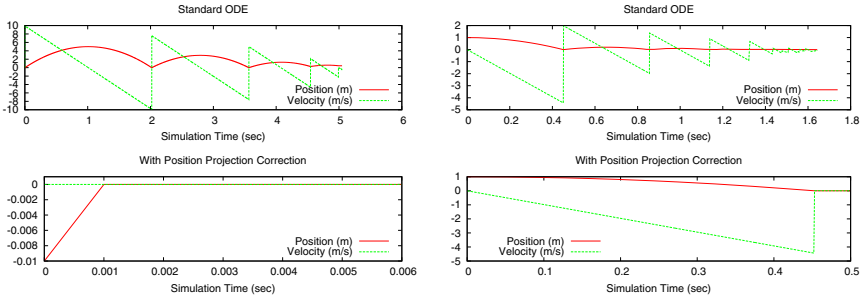 Standard ODE
10
8
6
4
2
0
-2
-4
-6
-8
-10
Position (m)
Velocity (m/s)
0 1 2 3 4 5 6
Simulation Time (sec)
Standard ODE
2
1
0
-1
-2
-3
-4
-5
Position (m)
Velocity (m/s)
0 0.2 0.4 0.6 0.8 1 1.2 1.4 1.6 1.8
Simulation Time (sec)
With Position Projection Correction
0
-0.002
-0.004
-0.006
-0.008
-0.01
Position (m)
Velocity (m/s)
0 0.001 0.002 0.003 0.004 0.005 0.006
Simulation Time (sec)
With Position Projection Correction
1
0
-1
-2
-3
-4
-5
Position (m)
Velocity (m/s)
0 0.1 0.2 0.3 0.4 0.5
Simulation Time (sec)